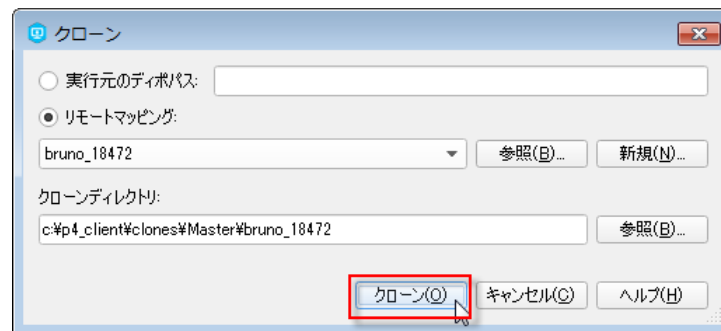 クローン
実行元のディポパス:
リモートマッピング:
bruno_18472 参照(B)... 新規(N)...
クローンディレクトリ:
c:¥p4_client¥clones¥Master¥bruno_18472 参照(B)...
クローン(O) キャンセル(C) ヘルプ(H)